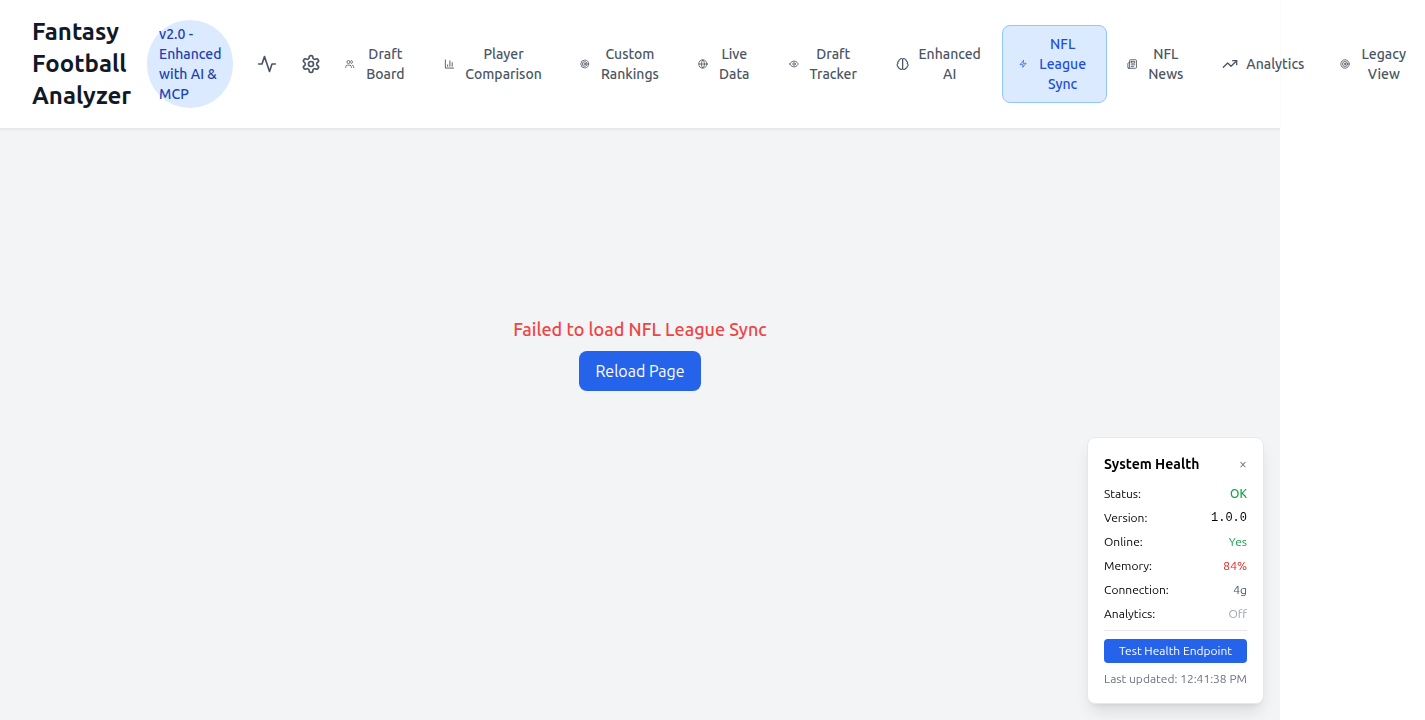 Fantasy
Football
Analyzer
v2.0 -
Enhanced
with AI &
MCP
Draft
Board
Player
Comparison
Custom
Rankings
Live
Data
Draft
Tracker
Enhanced
AI
NFL
League
Sync
NFL
News
Analytics
Legacy
View
Failed to load NFL League Sync
Reload Page
System Health ×
Status: OK
Version: 1.0.0
Online: Yes
Memory: 84%
Connection: 4g
Analytics: Off
Test Health Endpoint
Last updated: 12:41:38 PM